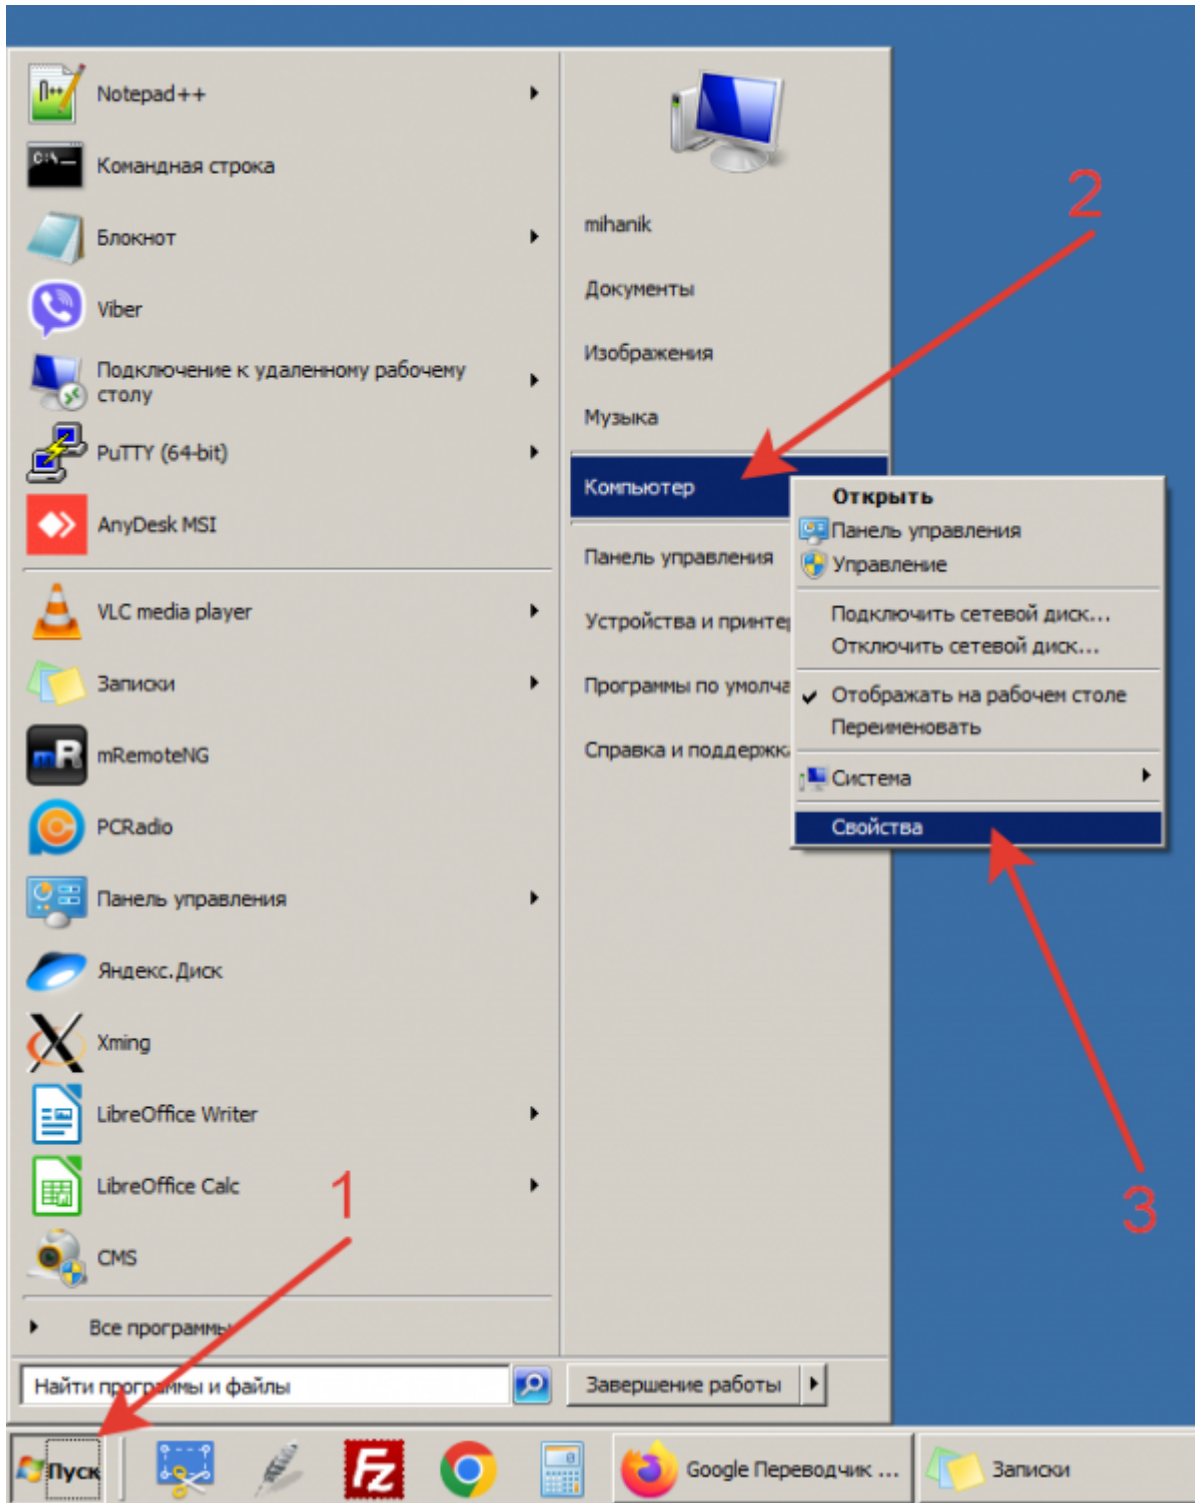 Notepad++
Командная строка
Блокнот
Viber
Подключение к удаленному рабочему
столу
PuTTY (64-bit)
AnyDesk MSI
VLC media player
Записки
mRemoteNG
PCRadio
Панель управления
Яндекс.Диск
Xming
LibreOffice Writer
LibreOffice Calc
CMS
Все программы
Найти программы и файлы
mihanik
Документы
Изображения
Музыка
Компьютер
Панель управления
Устройства и принте
Программы по умолча
Справка и поддержк
Завершение работы
Открыть
Панель управления
Управление
Подключить сетевой диск...
Отключить сетевой диск...
Отображать на рабочем столе
Переименовать
Система
Свойства
1
2
3
Пуск
Google Переводчик ...
Записки